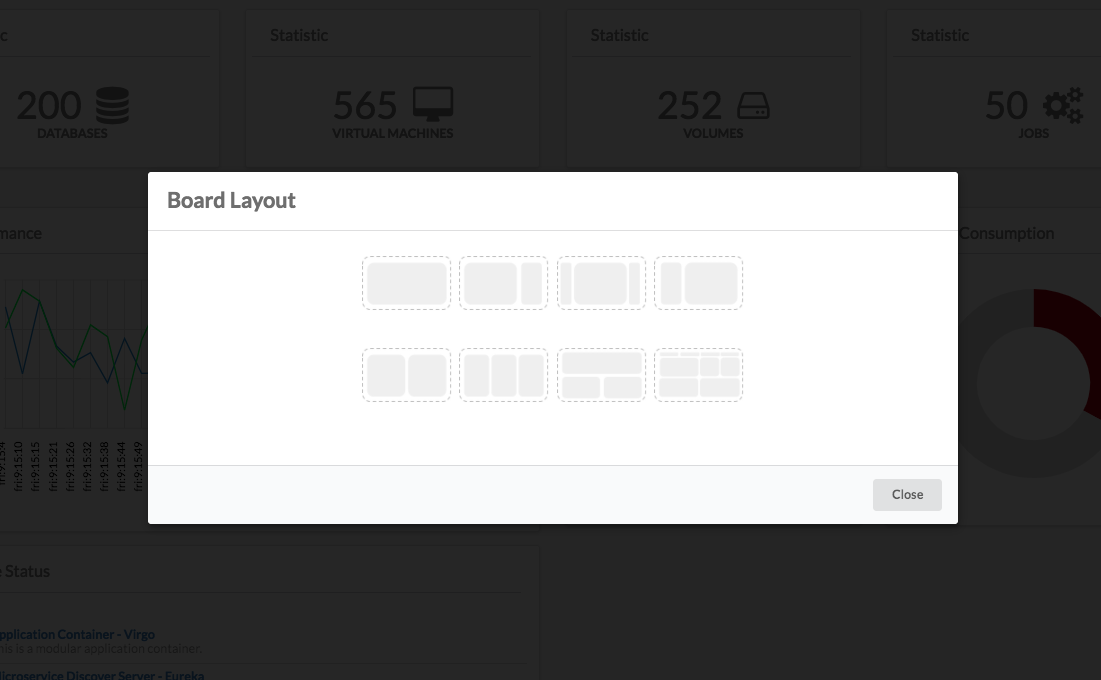 c
Statistic
Statistic
Statistic
200
565
252
50
DATABASES
VIRTUAL MACHINES
VOLUMES
JOBS
Board Layout
mance
Consumption
fri:9:15:4
fri:9:15:10
fri:9:15:15
fri:9:15:21
fri:9:15:26
fri:9:15:32
fri:9:15:38
fri:9:15:44
fri:9:15:49
Close
e Status
pplication Container - Virgo
his is a modular application container.
icroservice Discover Server - Eureka